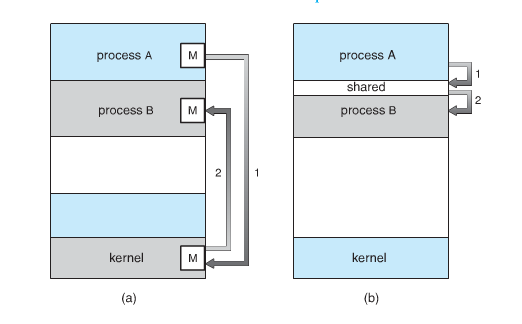 process A M
process B M
2 1
kernel M
(a)
process A
1
shared
2
process B
kernel
(b)